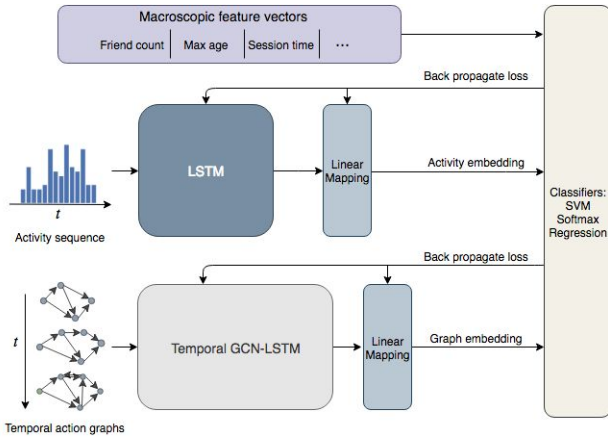 Macroscopic feature vectors
Friend count
Max age
Session time
...
Back propagate loss
LSTM
Linear
Mapping
Activity embedding
t
Activity sequence
Classifiers:
SVM
Softmax
Regression
Back propagate loss
t
Temporal GCN-LSTM
Linear
Mapping
Graph embedding
Temporal action graphs